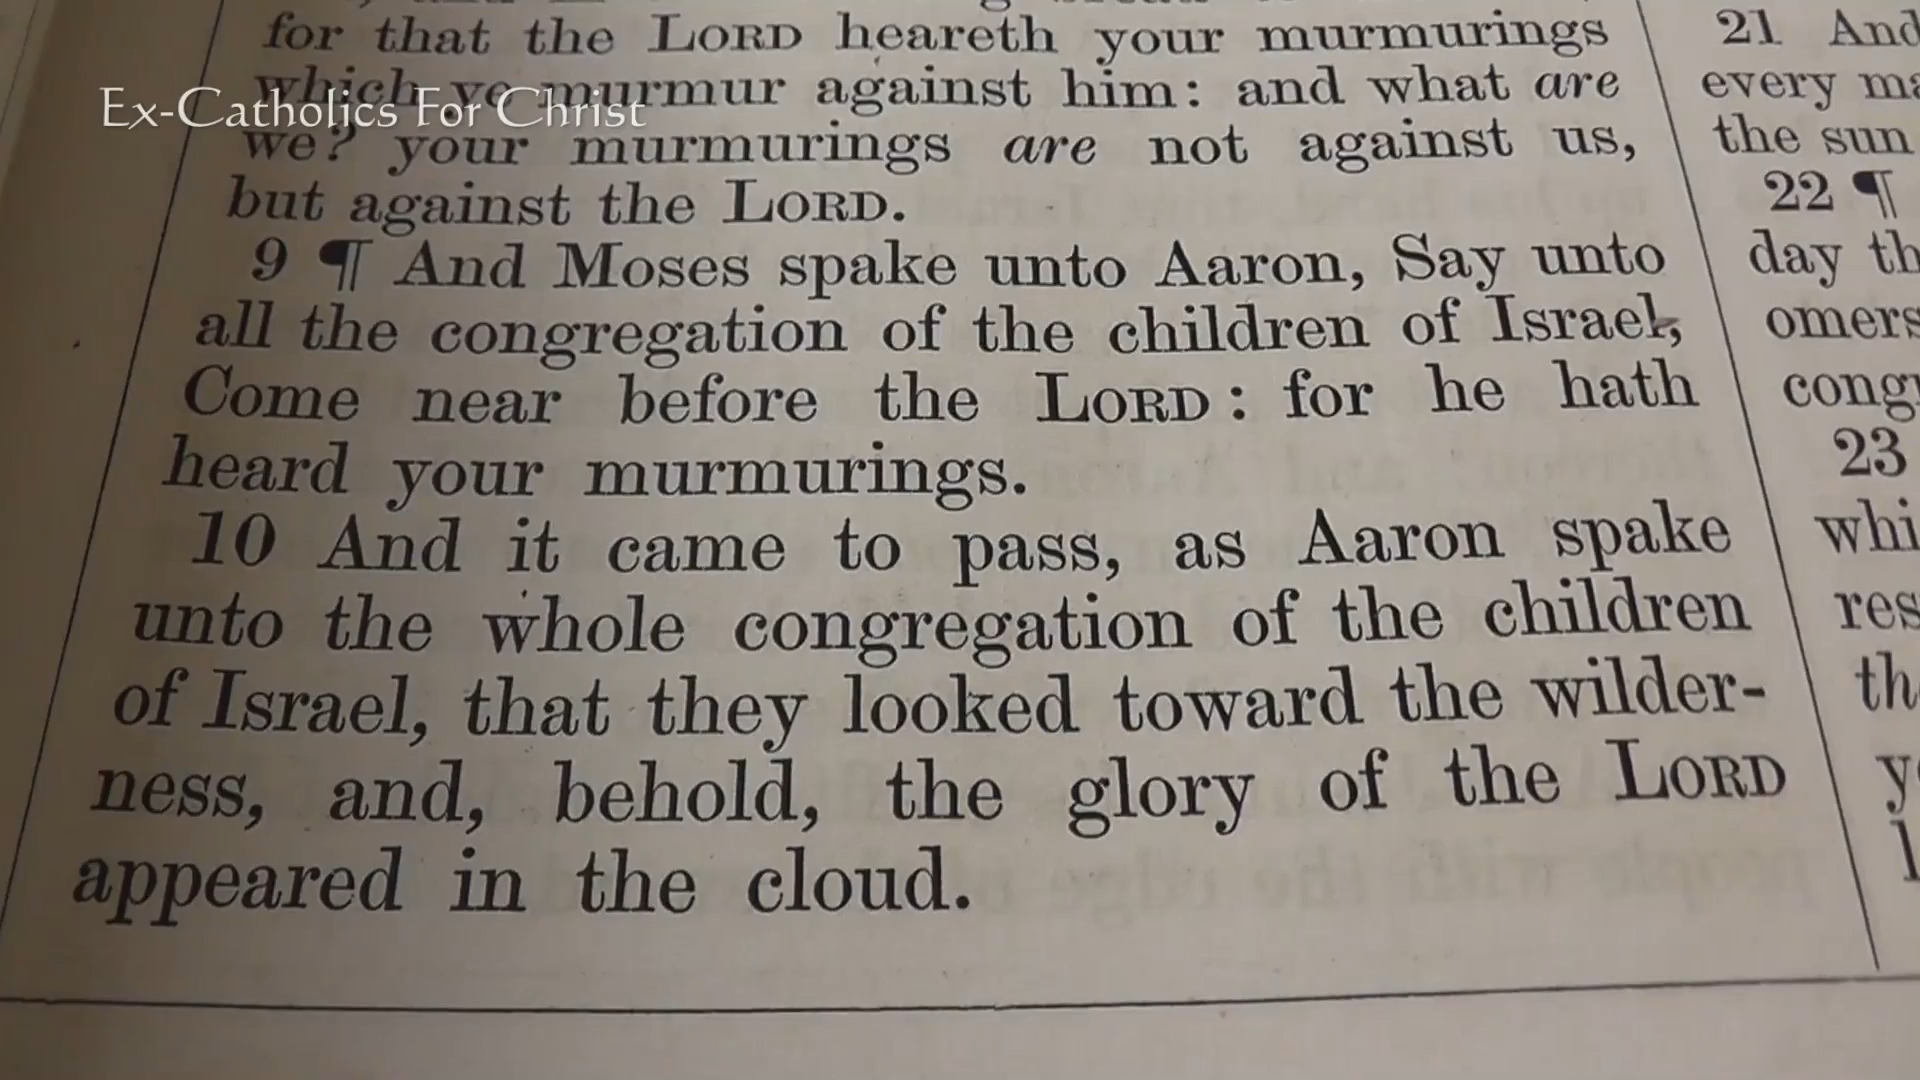 for that the LORD heareth your murmurings
which ye murmur against him: and what are
we? your murmurings are not against us,
but against the LORD.
9 ¶ And Moses spake unto Aaron, Say unto
all the congregation of the children of Israel,
Come near before the LORD: for he hath
heard your murmurings.
10 And it came to pass, as Aaron spake
unto the whole congregation of the children
of Israel, that they looked toward the wilder-
ness, and, behold, the glory of the LORD
appeared in the cloud.
21 And
every
the sun
22 ¶
day
omers
23
Ex-Catholics For Christ